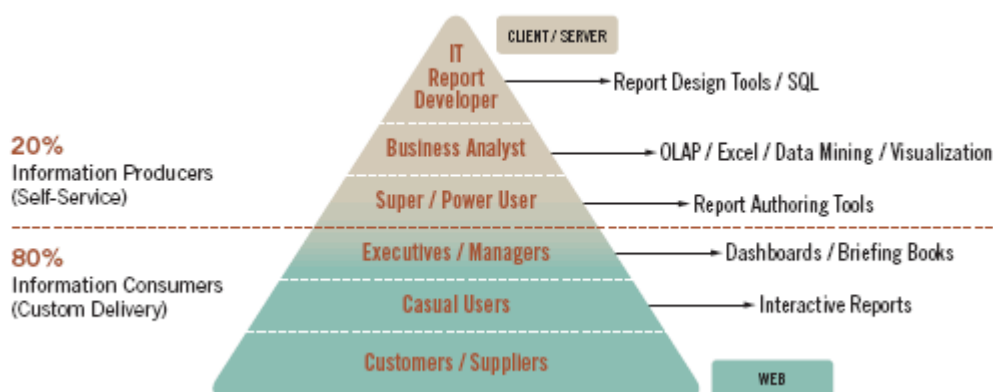 CLIENT / SERVER
IT
Report
Developer
Report Design Tools / SQL
20%
Information Producers
(Self-Service)
Business Analyst
OLAP / Excel / Data Mining / Visualization
Super / Power User
Report Authoring Tools
80%
Information Consumers
(Custom Delivery)
Executives / Managers
Dashboards / Briefing Books
Casual Users
Interactive Reports
Customers / Suppliers
WEB